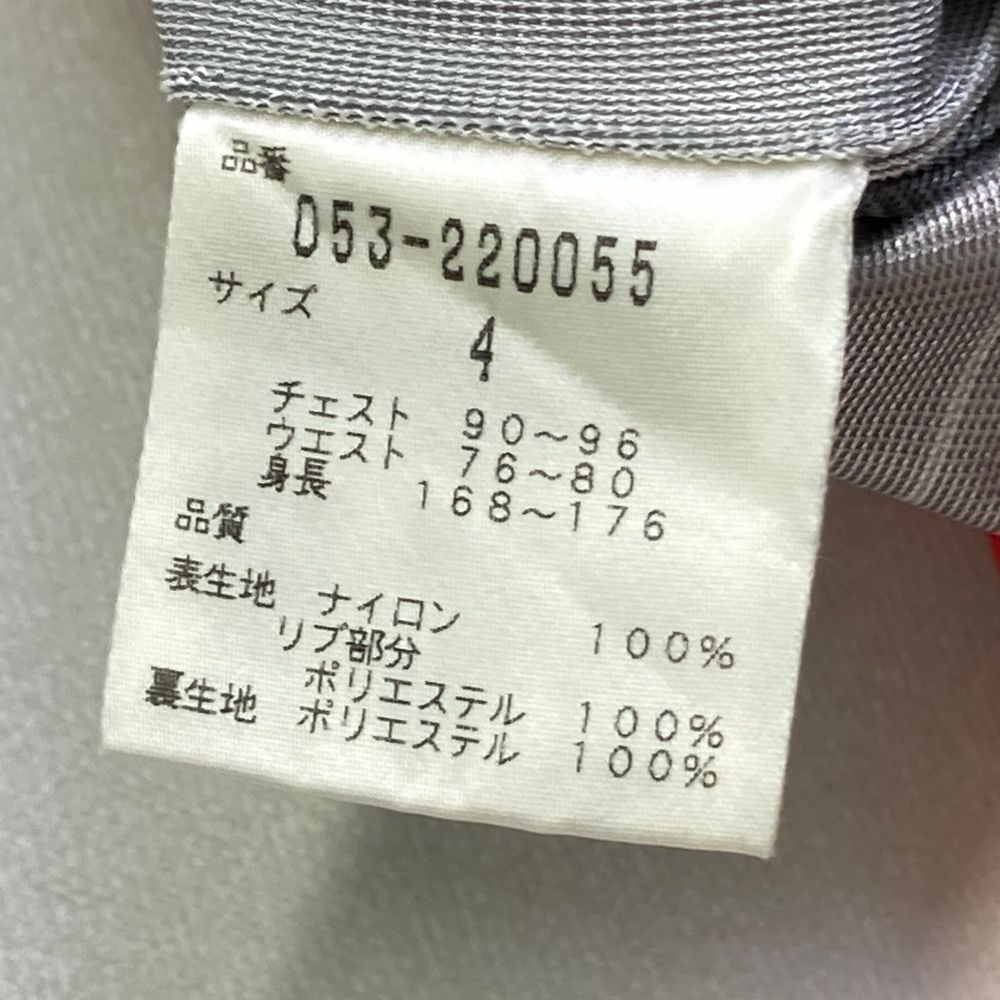 品番
053-220055
サイズ
4
チェスト 90〜96
ウエスト 76〜80
身長 168〜176
品質
表生地 ナイロン 100%
リブ部分
ポリエステル 100%
裏生地 ポリエステル 100%